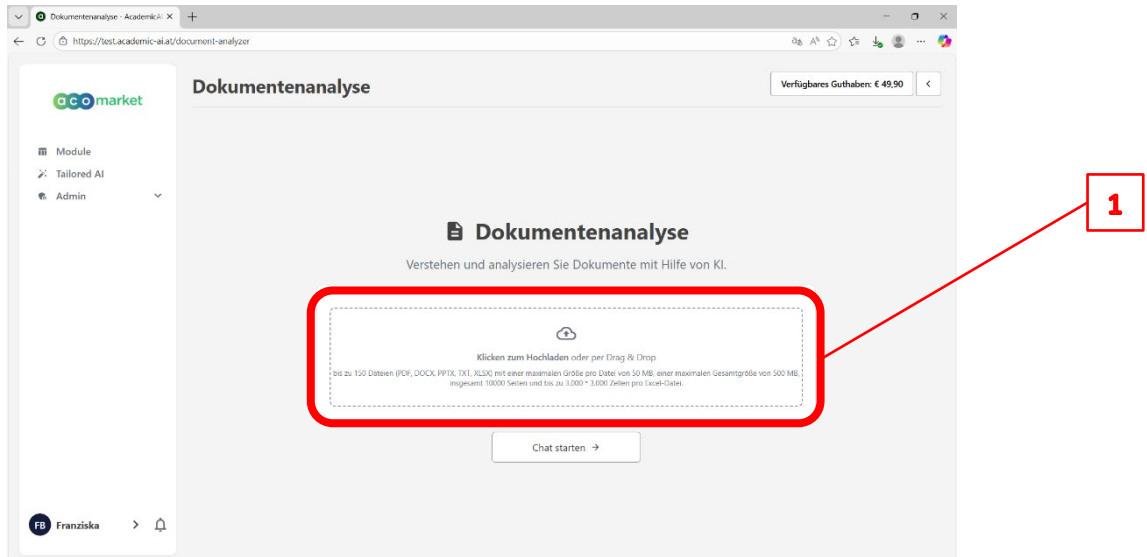 Dokumentenanalyse - AcademicAI
https://test.academic-ai.at/document-analyzer
acomarket
Dokumentenanalyse
Verfügbares Guthaben: € 49,90
Module
Tailored AI
Admin
1
Dokumentenanalyse
Verstehen und analysieren Sie Dokumente mit Hilfe von KI.
Klicken zum Hochladen oder per Drag & Drop
bis zu 150 Dateien (PDF, DOCX, PPTX, TXT, XLSX) mit einer maximalen Größe pro Datei von 50 MB, einer maximalen Gesamtgröße von 500 MB,
insgesamt 10000 Seiten und bis zu 3.000 * 3.000 Zellen pro Excel-Datei.
Chat starten →
FB Franziska